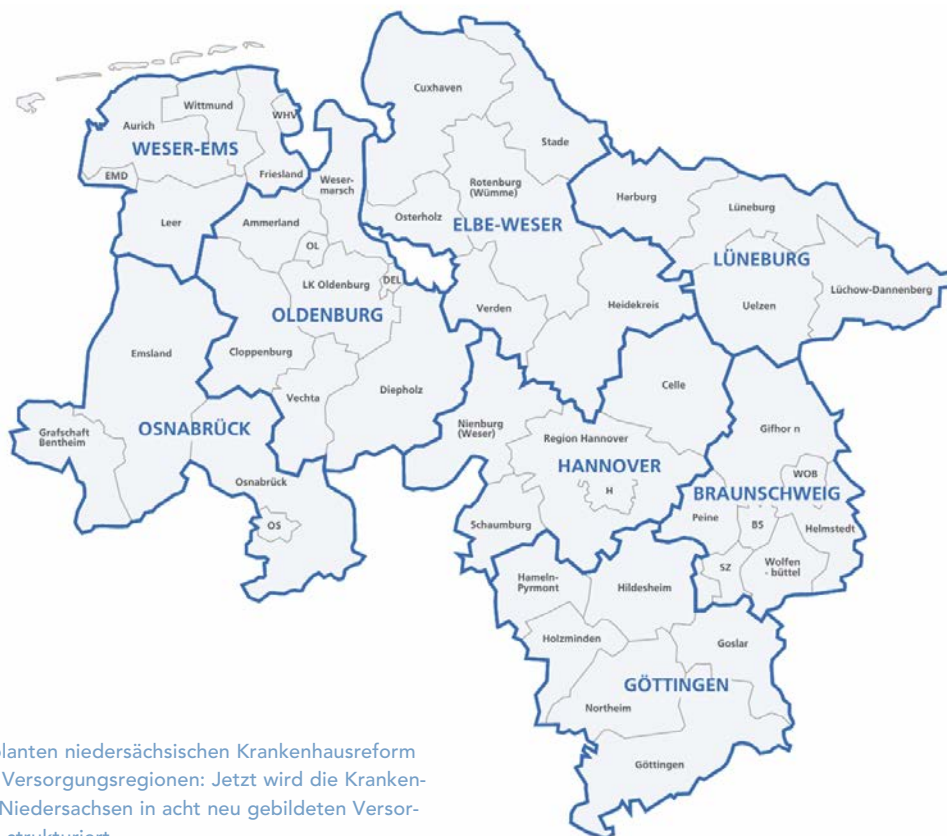 Cuxhaven
Wittmund
WHV
Aurich
Stade
WESER-EMS
EMD
Friesland
Weser-
marsch
Rotenburg
(Wümme)
Harburg
Lüneburg
Leer
Ammerland
Osterholz
ELBE-WESER
OL
LÜNEBURG
LK Oldenburg
DEL
Lüchow-Dannenberg
OLDENBURG
Verden
Heidekreis
Uelzen
Emsland
Cloppenburg
Vechta
Diepholz
Celle
Nienburg
(Weser)
Gifhor n
Grafschaft
Bentheim
OSNABRÜCK
Region Hannover
HANNOVER
WOB
Osnabrück
H
BRAUNSCHWEIG
OS
Schaumburg
Peine
BS
Helmstedt
SZ
Wolfen
- büttel
Hameln-
Pyrmont
Hildesheim
Holzminden
Goslar
GÖTTINGEN
Northeim
Göttingen
lanten niedersächsischen Krankenhausreform
Versorgungsregionen: Jetzt wird die Kranken-
Niedersachsen in acht neu gebildeten Versor-